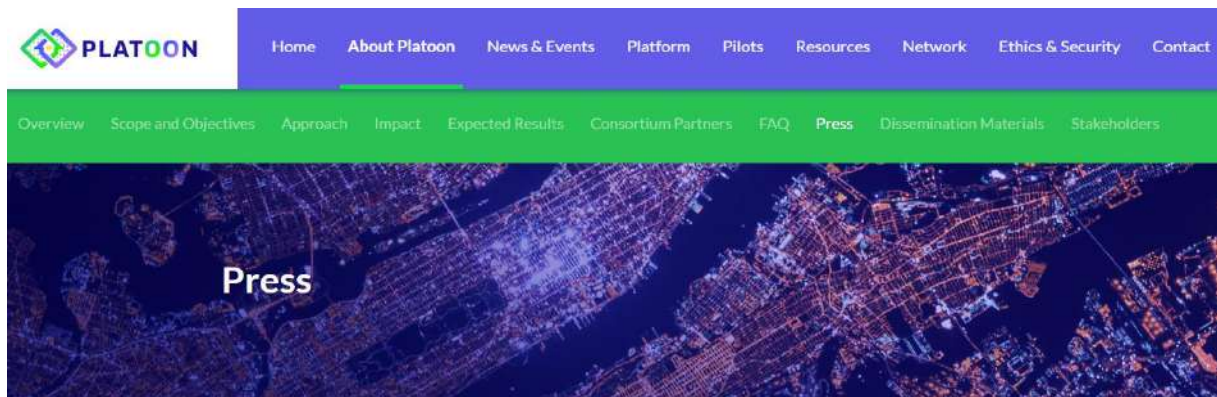 PLATOON Home About Platoon News & Events Platform Pilots Resources Network Ethics & Security Contact
Overview Scope and Objectives Approach Impact Expected Results Consortium Partners FAQ Press Dissemination Materials Stakeholders
Press